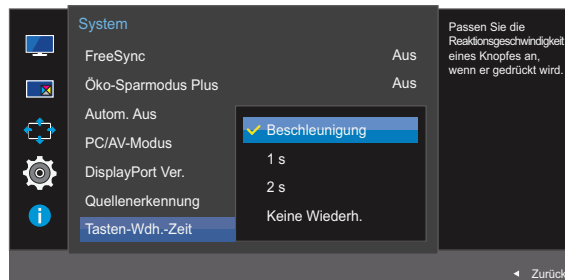 System
FreeSync Aus
Öko-Sparmodus Plus Aus
Autom. Aus
PC/AV-Modus
DisplayPort Ver.
Quellenerkennung
Tasten-Wdh.-Zeit
Beschleunigung
1 s
2 s
Keine Wiederh.
Passen Sie die
Reaktionsgeschwindigkeit
eines Knopfes an,
wenn er gedrückt wird.
Zurück